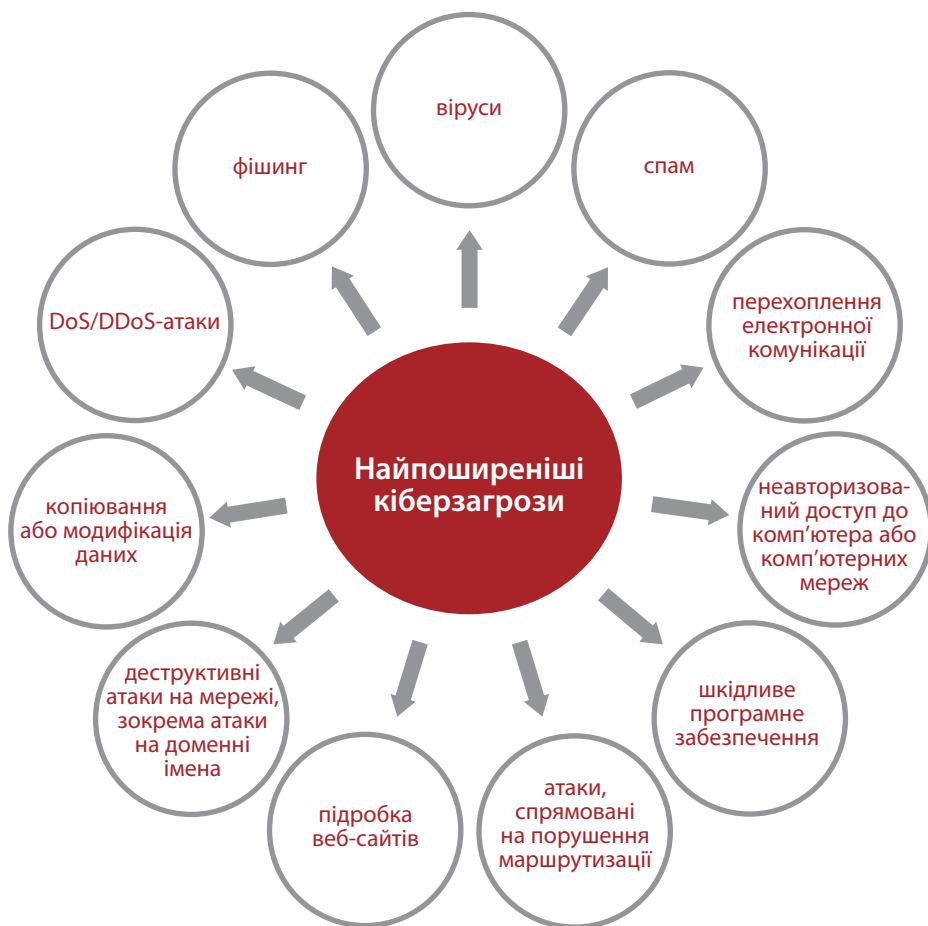 Найпоширеніші
кіберзагрози
віруси
спам
перехоплення
електронної
комунікації
неавторизова-
ний доступ до
комп’ютера або
комп’ютерних
мереж
шкідливе
програмне
забезпечення
атаки,
спрямовані
на порушення
маршрутизації
підробка
веб-сайтів
деструктивні
атаки на мережі,
зокрема атаки
на доменні
імена
копіювання
або модифікація
даних
DoS/DDoS-атаки
фішинг